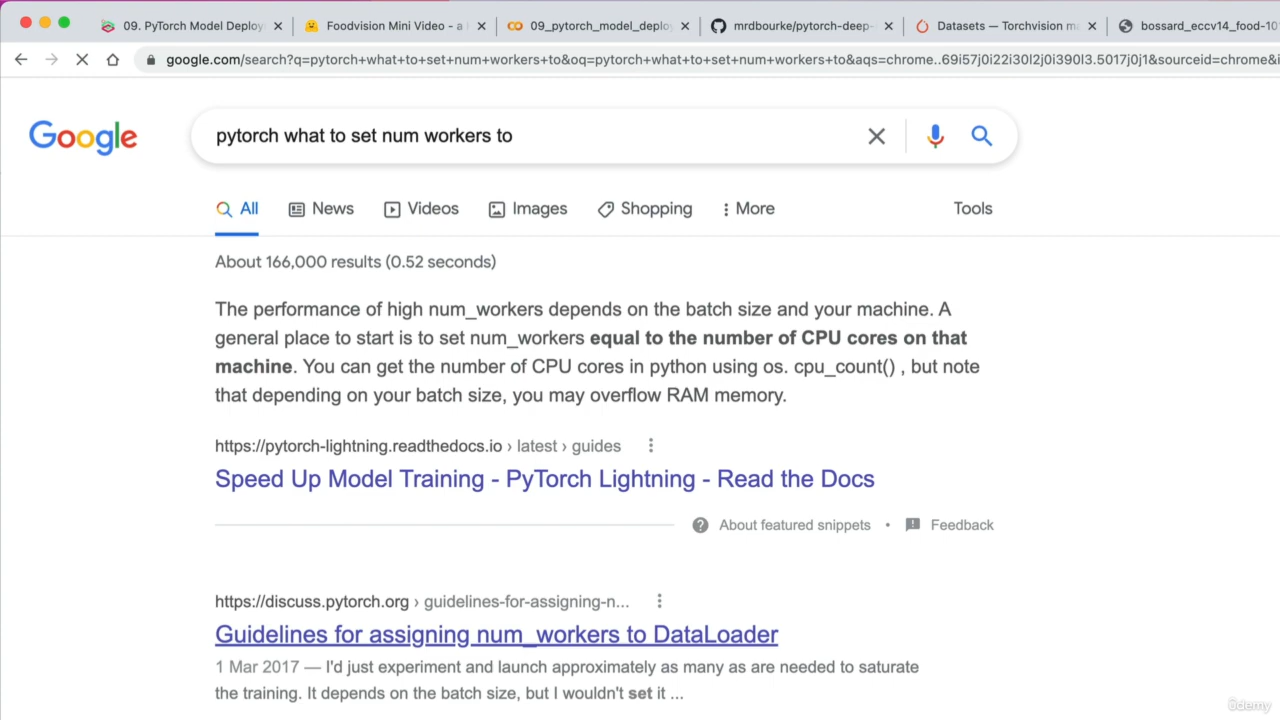 09. PyTorch Model Deploy
Foodvision Mini Video - a
09_pytorch_model_deploy
mrdbourke/pytorch-deep-
Datasets — Torchvision ma
bossard_eccv14_food-10
google.com/search?q=pytorch+what+to+set+num+workers+to&oq=pytorch+what+to+set+num+workers+to&aqs=chrome..69i57j0i22i30l2j0i390l3.5017j0j1&sourceid=chrome&i
Google
pytorch what to set num workers to
All
News
Videos
Images
Shopping
More
Tools
About 166,000 results (0.52 seconds)
The performance of high num_workers depends on the batch size and your machine. A
general place to start is to set num_workers equal to the number of CPU cores on that
machine. You can get the number of CPU cores in python using os. cpu_count() , but note
that depending on your batch size, you may overflow RAM memory.
https://pytorch-lightning.readthedocs.io › latest › guides
Speed Up Model Training - PyTorch Lightning - Read the Docs
About featured snippets • Feedback
https://discuss.pytorch.org › guidelines-for-assigning-n...
Guidelines for assigning num_workers to DataLoader
1 Mar 2017 — I'd just experiment and launch approximately as many as are needed to saturate
the training. It depends on the batch size, but I wouldn't set it ...
ûdemy